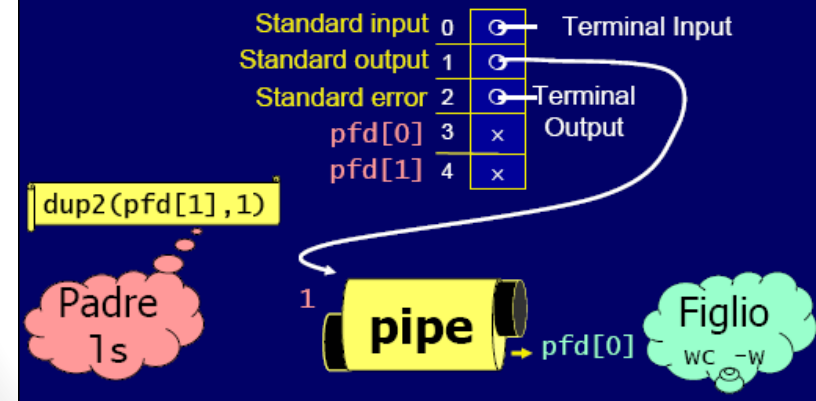 Standard input 0 Terminal Input
Standard output 1
Standard error 2 Terminal
Output
pfd[0] 3 x
pfd[1] 4 x
dup2(pfd[1],1)
Padre
ls
1
pipe
pfd[0]
Figlio
wc -w